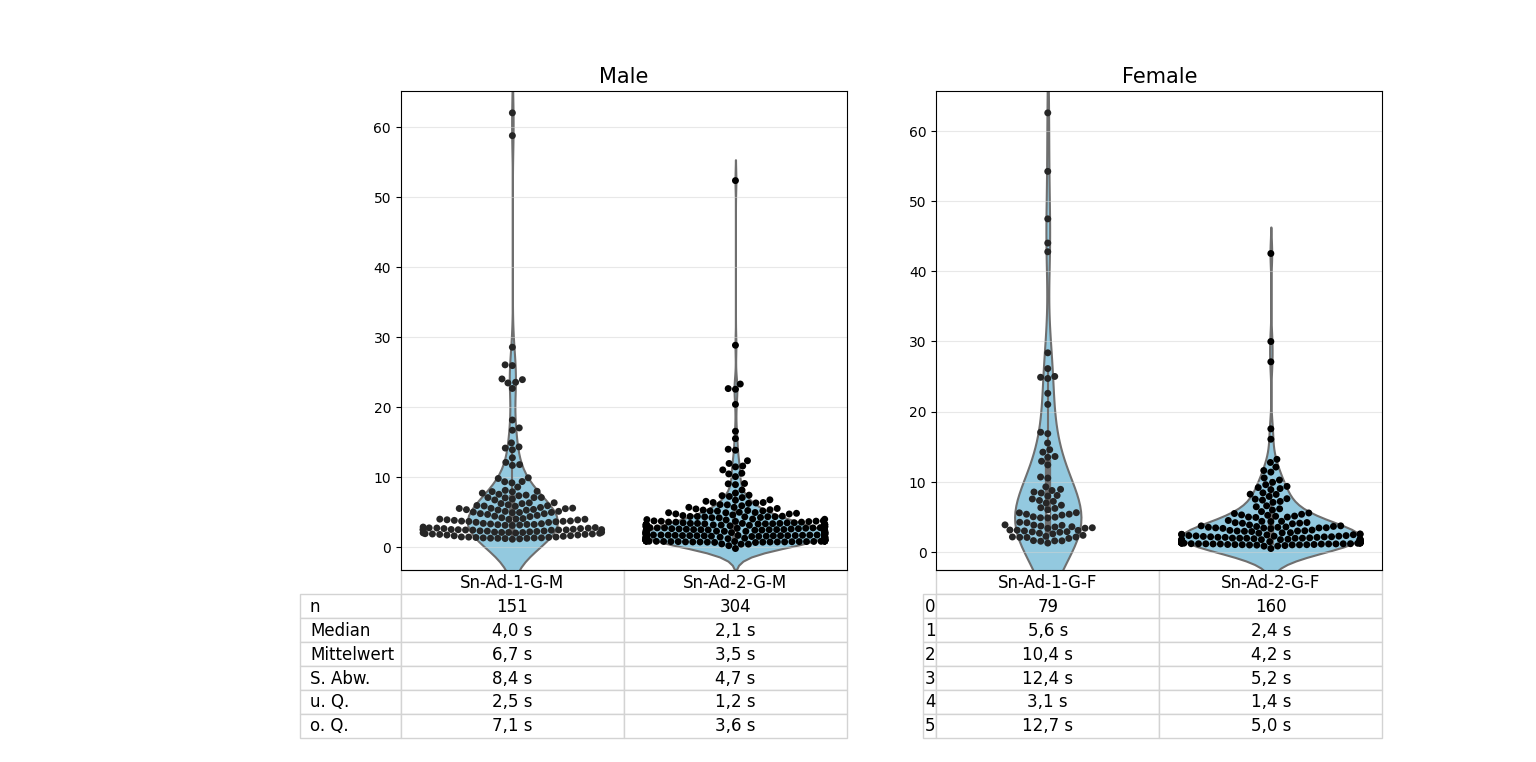 Male
60
50
40
30
20
10
0
Sn-Ad-1-G-M Sn-Ad-2-G-M
n 151 304
Median 4,0 s 2,1 s
Mittelwert 6,7 s 3,5 s
S. Abw. 8,4 s 4,7 s
u. Q. 2,5 s 1,2 s
o. Q. 7,1 s 3,6 s
Female
60
50
40
30
20
10
0
Sn-Ad-1-G-F Sn-Ad-2-G-F
0 79 160
1 5,6 s 2,4 s
2 10,4 s 4,2 s
3 12,4 s 5,2 s
4 3,1 s 1,4 s
5 12,7 s 5,0 s